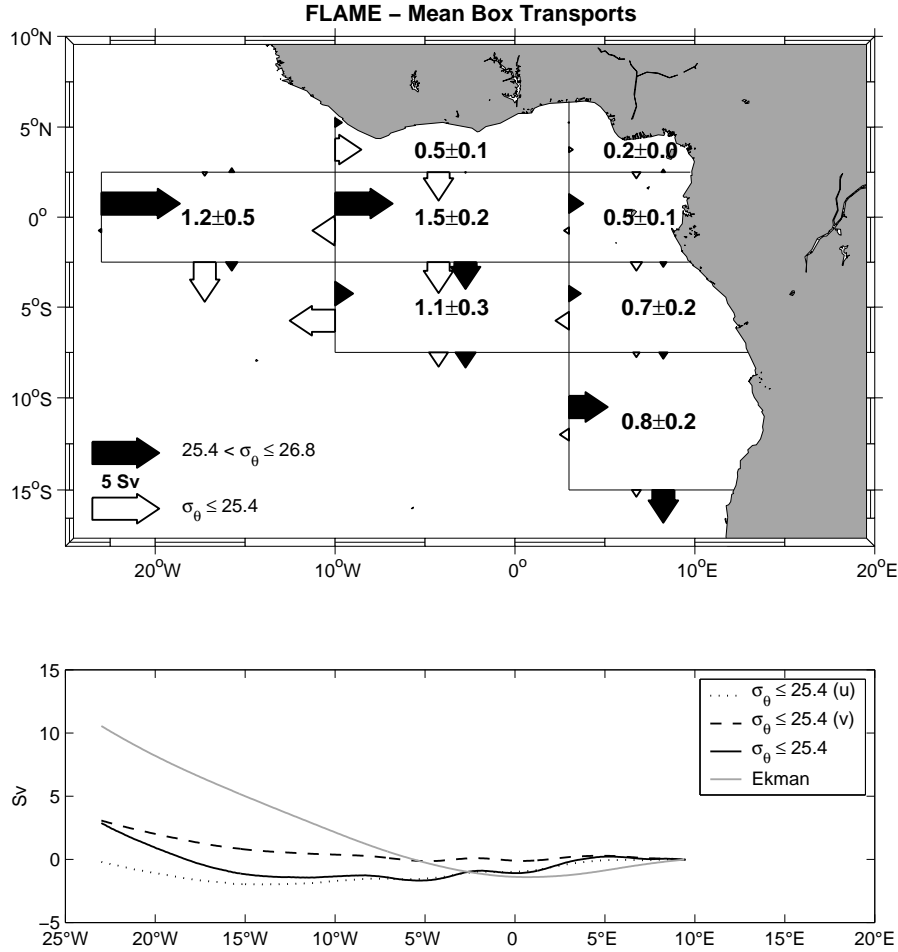 FLAME – Mean Box Transports
10°N
5°N
0.5±0.1 0.2±0.0
0° 1.2±0.5 1.5±0.2 0.5±0.1
5°S 1.1±0.3 0.7±0.2
10°S
0.8±0.2
25.4 < σθ ≤ 26.8
5 Sv
15°S
σθ ≤ 25.4
20°W 10°W 0° 10°E 20°E
15
σθ ≤ 25.4 (u)
σθ ≤ 25.4 (v)
10
σθ ≤ 25.4
Ekman
Sv
5
0
−5
25°W 20°W 15°W 10°W 5°W 0 5°E 10°E 15°E 20°E